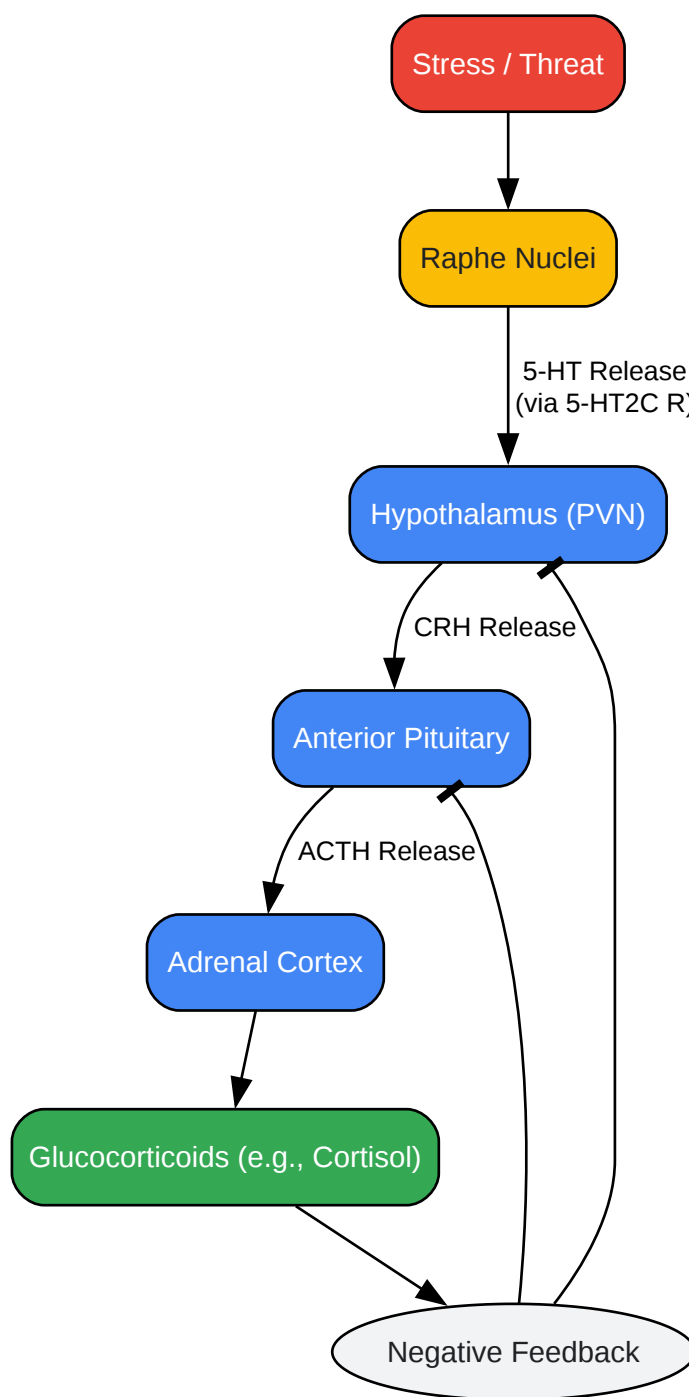 Stress / Threat
Raphe Nuclei
5-HT Release
(via 5-HT2C R)
Hypothalamus (PVN)
CRH Release
Anterior Pituitary
ACTH Release
Adrenal Cortex
Glucocorticoids (e.g., Cortisol)
Negative Feedback